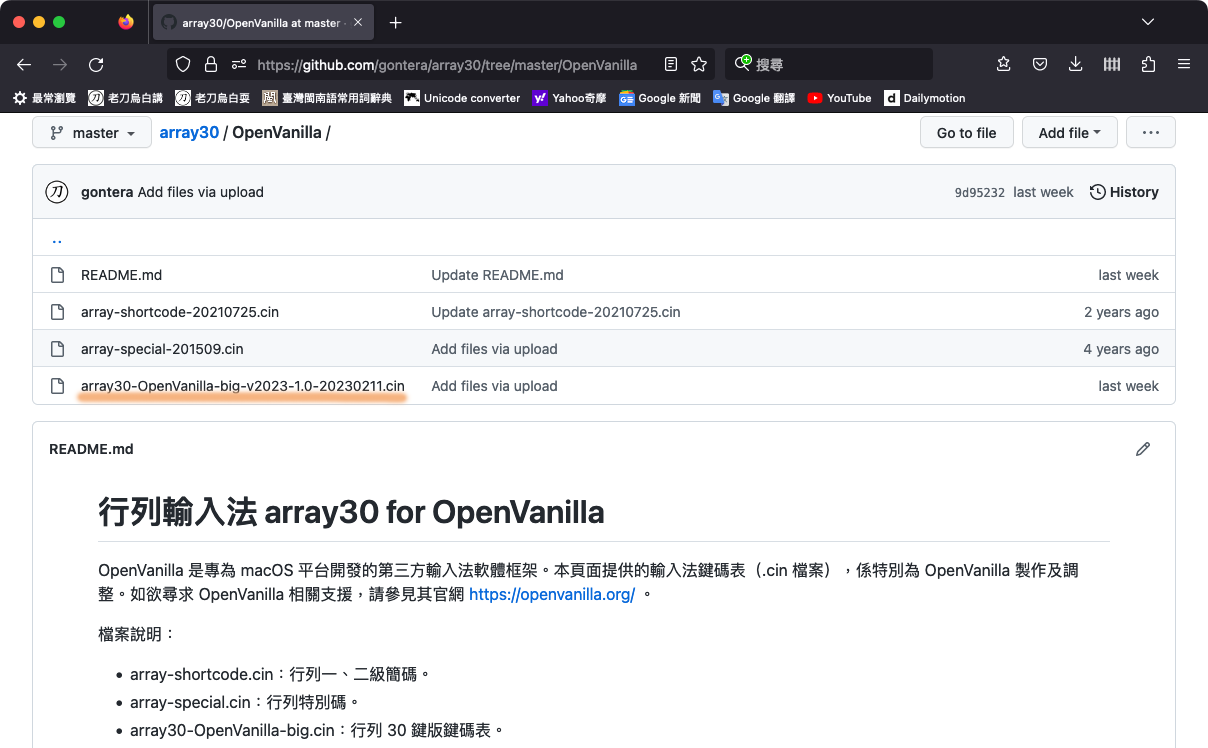 array30/OpenVanilla at master ·
https://github.com/gontera/array30/tree/master/OpenVanilla
搜尋
最常瀏覽 老刀烏白講 老刀烏白耍 臺灣閩南語常用詞辭典 Unicode converter Yahoo奇摩 Google 新聞 Google 翻譯 YouTube Dailymotion
master array30 / OpenVanilla / Go to file Add file ...
gontera Add files via upload 9d95232 last week History
..
README.md Update README.md last week
array-shortcode-20210725.cin Update array-shortcode-20210725.cin 2 years ago
array-special-201509.cin Add files via upload 4 years ago
array30-OpenVanilla-big-v2023-1.0-20230211.cin Add files via upload last week
README.md
行列輸入法 array30 for OpenVanilla
OpenVanilla 是專為 macOS 平台開發的第三方輸入法軟體框架。本頁面提供的輸入法鍵碼表（.cin 檔案），係特別為 OpenVanilla 製作及調
整。如欲尋求 OpenVanilla 相關支援，請參見其官網 https://openvanilla.org/ 。
檔案說明：
• array-shortcode.cin：行列一、二級簡碼。
• array-special.cin：行列特別碼。
• array30-OpenVanilla-big.cin：行列 30 鍵版鍵碼表。